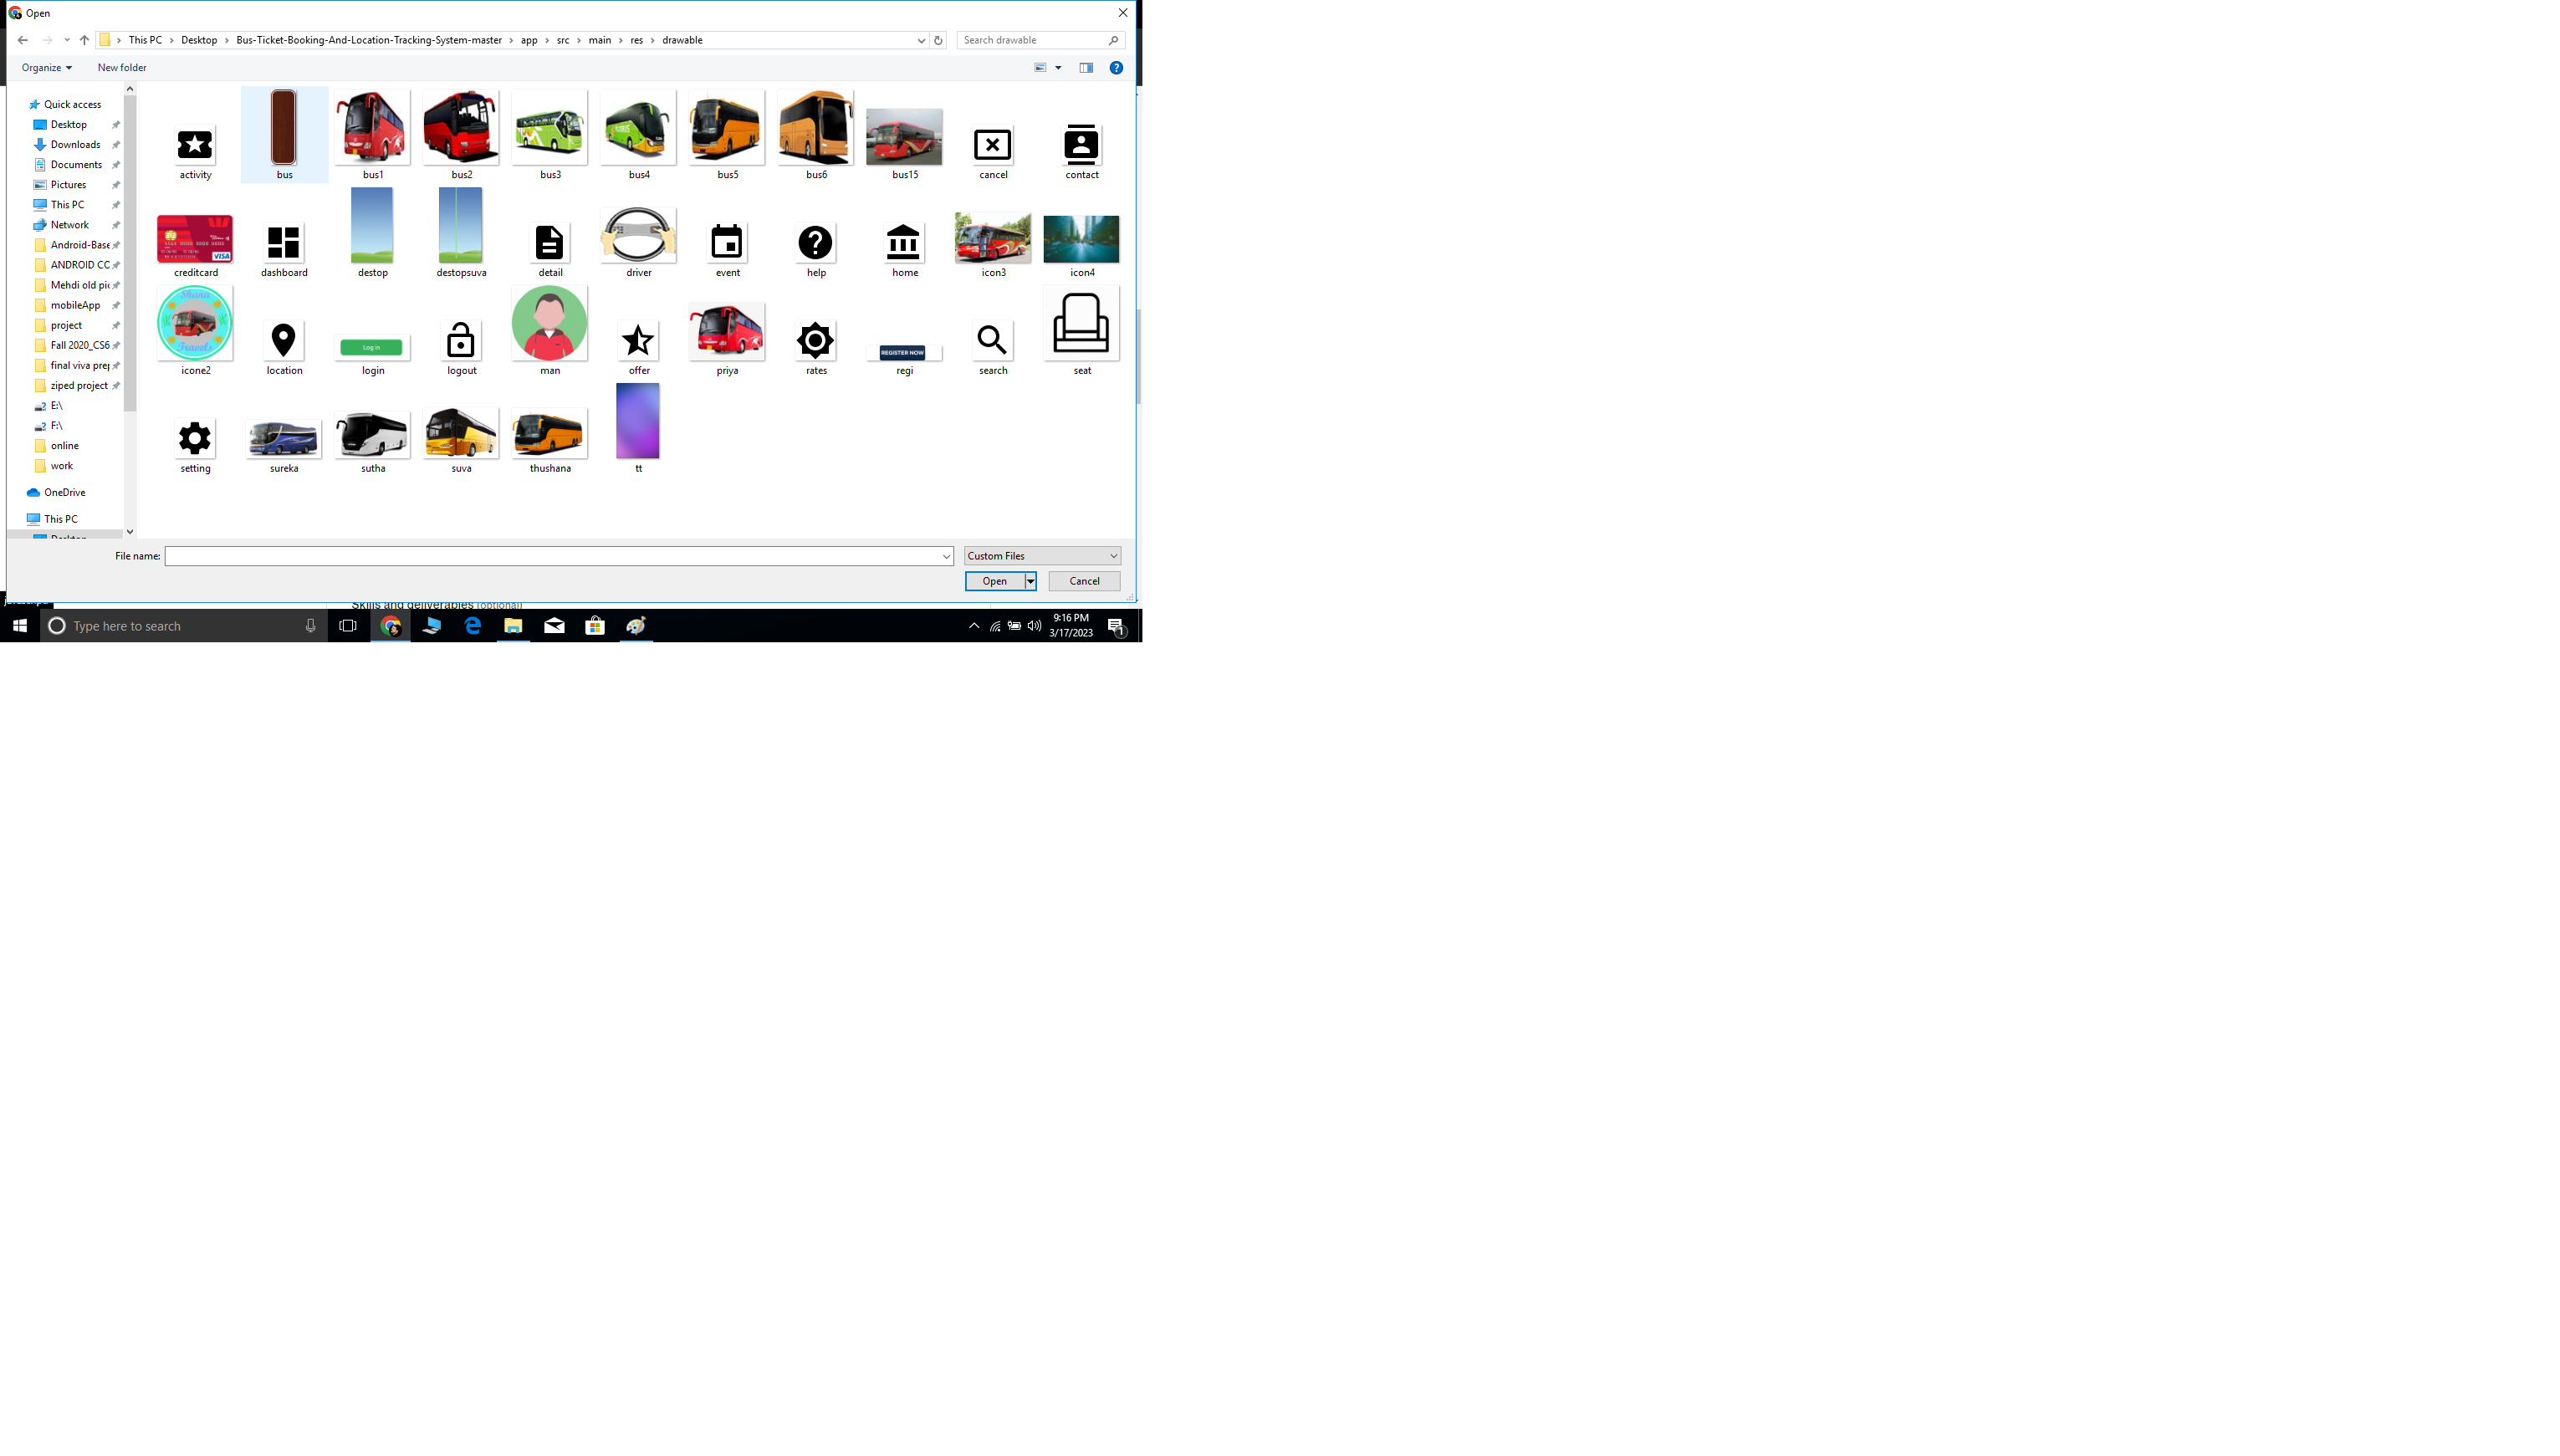 Open
This PC Desktop Bus-Ticket-Booking-And-Location-Tracking-System-master app src main res drawable
Search drawable
Organize New folder
Quick access
Desktop
Downloads
Documents
Pictures
This PC
Network
Android-Base
ANDROID CC
Mehdi old pic
mobileApp
project
Fall 2020_CS6
final viva prep
ziped project
E:\
F:\
online
work
OneDrive
This PC
Desktop
activity bus bus1 bus2 bus3 bus4 bus5 bus6 bus15 cancel contact
VISA
creditcard dashboard destop destopsuva detail driver event help home icon3 icon4
Shana
Travels
Log in
REGISTER NOW
icone2 location login logout man offer priya rates regi search seat
setting sureka sutha suva thushana tt
File name: Custom Files
Open Cancel
Skills and deliverables (optional)
Type here to search
9:16 PM
3/17/2023
1